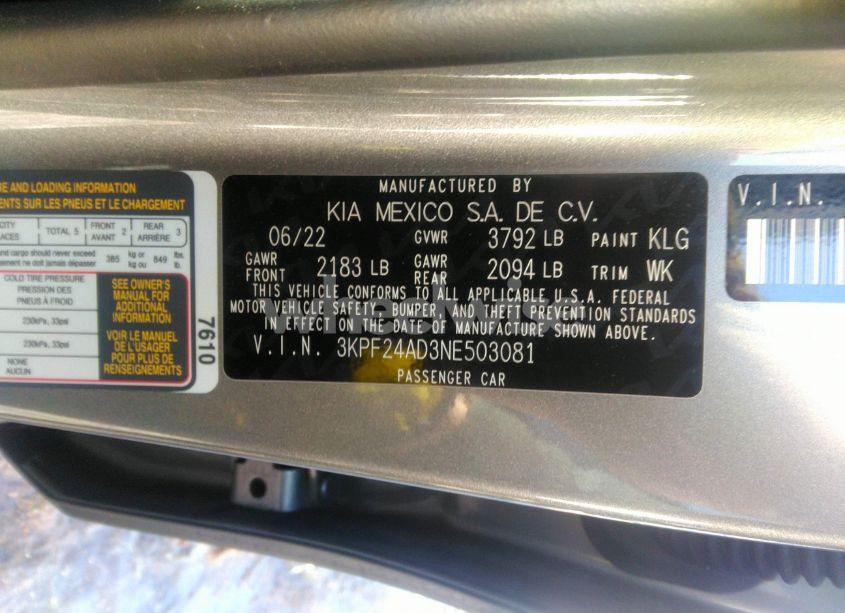 RE AND LOADING INFORMATION
ENTS SUR LES PNEUS ET LE CHARGEMENT
TOTAL 5 FRONT AVANT 2 REAR ARRIÈRE 3
and cargo should never exceed 385 kg or 849 lbs.
ngement ne doit jamais dépasser kg ou lb.
COLD TIRE PRESSURE
PRESSION DES
PNEUS À FROID
230kPa, 33psi
230kPa, 33psi
NONE
AUCUN
SEE OWNER'S
MANUAL FOR
ADDITIONAL
INFORMATION
VOIR LE MANUEL
DE L'USAGER
POUR PLUS DE
RENSEIGNEMENTS
7610
MANUFACTURED BY
KIA MEXICO S.A. DE C.V.
06/22 GVWR 3792 LB PAINT KLG
GAWR FRONT 2183 LB GAWR REAR 2094 LB TRIM WK
THIS VEHICLE CONFORMS TO ALL APPLICABLE U.S.A. FEDERAL
MOTOR VEHICLE SAFETY, BUMPER, AND THEFT PREVENTION STANDARDS
IN EFFECT ON THE DATE OF MANUFACTURE SHOWN ABOVE.
V.I.N. 3KPF24AD3NE503081
PASSENGER CAR
V.I.N.